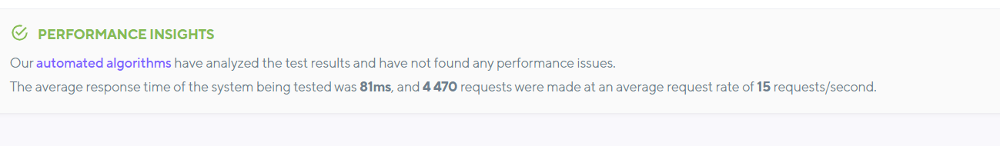 PERFORMANCE INSIGHTS
Our automated algorithms have analyzed the test results and have not found any performance issues.
The average response time of the system being tested was 81ms, and 4 470 requests were made at an average request rate of 15 requests/second.